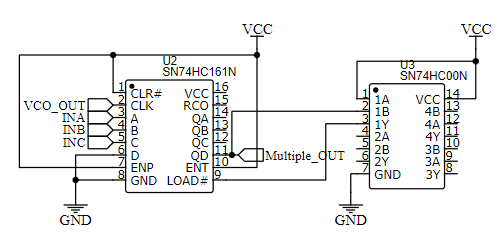 VCC
VCC
U2
SN74HC161N
U3
SN74HC00N
1 CLR# VCC 16
VCO_OUT 2 CLK RCO 15
INA 3 A QA 14
INB 4 B QB 13
INC 5 C QC 12
6 D QD 11 Multiple_OUT
7 ENP ENT 10
8 GND LOAD# 9
1 1A VCC 14
2 1B 4B 13
3 1Y 4A 12
4 2A 4Y 11
5 2B 3B 10
6 2Y 3A 9
7 GND 3Y 8
GND
GND